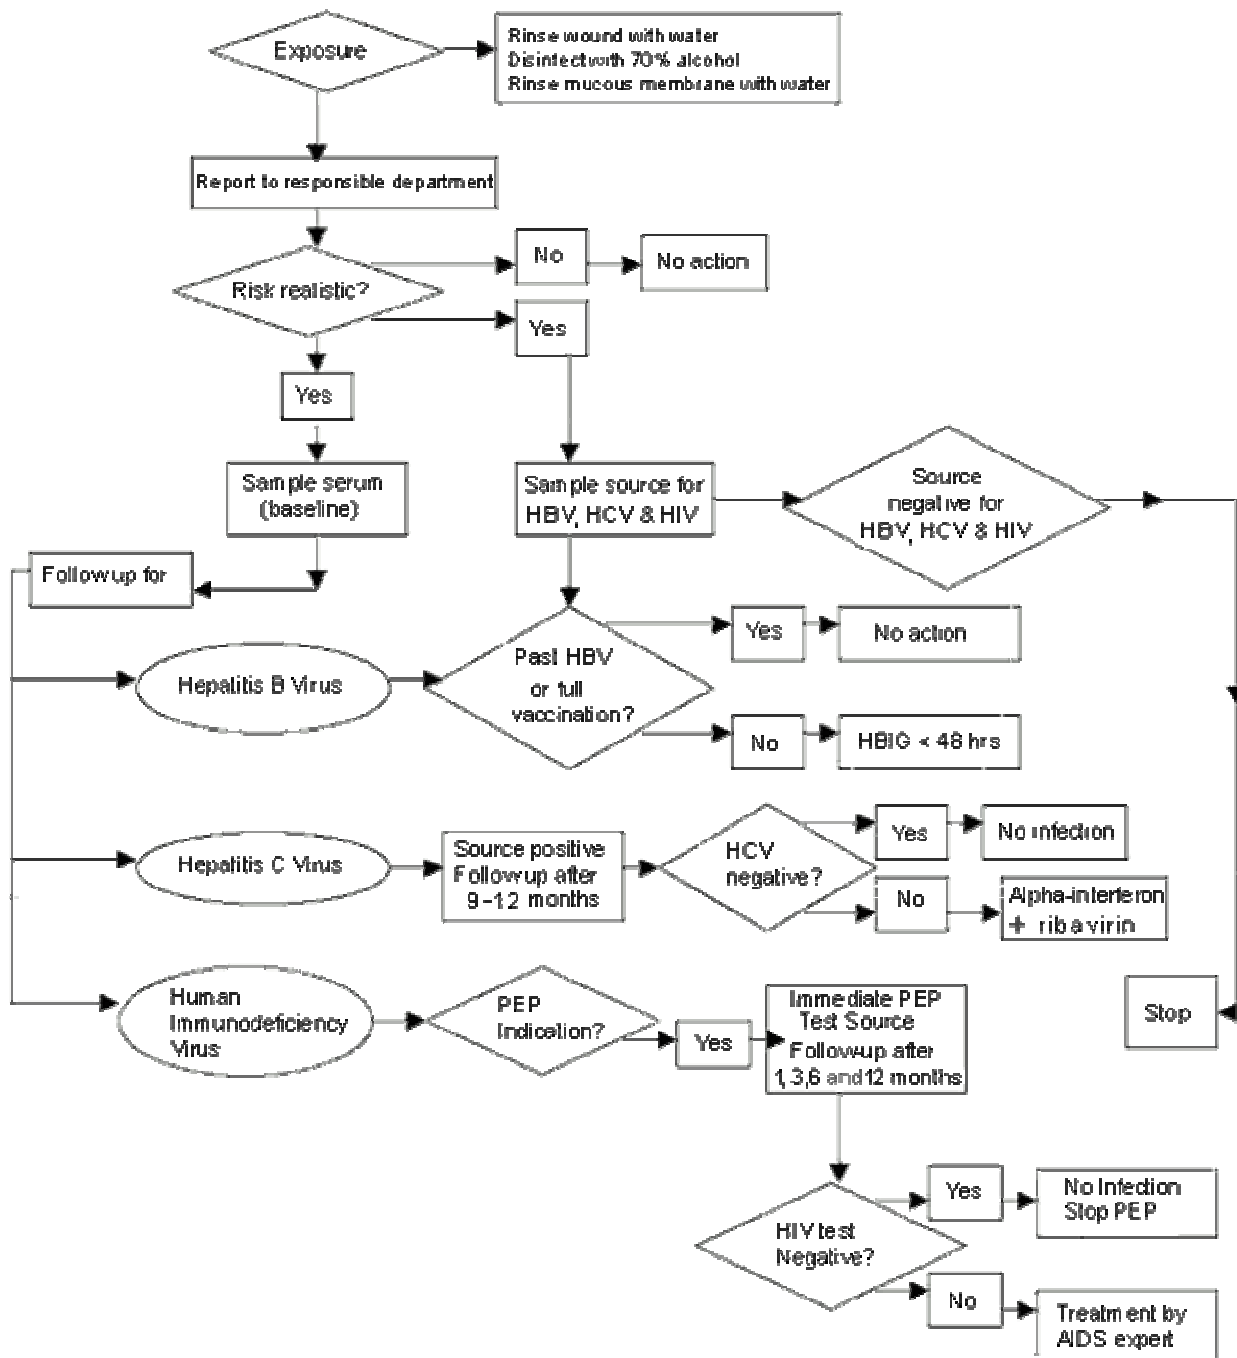 Exposure
Rinse wound with water
Disinfect with 70% alcohol
Rinse mucous membrane with water
Report to responsible department
No
No action
Risk realistic?
Yes
Yes
Sample serum
(baseline)
Sample source for
HBV, HCV & HIV
Source
negative for
HBV, HCV & HIV
Followup for
Yes
No action
Past HBV
or full
vaccination?
Hepatitis B Virus
No
HBIG < 48 hrs
Hepatitis C Virus
Source positive
Followup after
9-12 months
HCV
negative?
Yes
No infection
No
Alpha-interferon
+ ribavirin
Human
Immunodeficiency
Virus
PEP
Indication?
Yes
Immediate PEP
Test Source
Follow-up after
1,3,6 and 12 months
Stop
HIV test
Negative?
Yes
No Infection
Stop PEP
No
Treatment by
AIDS expert